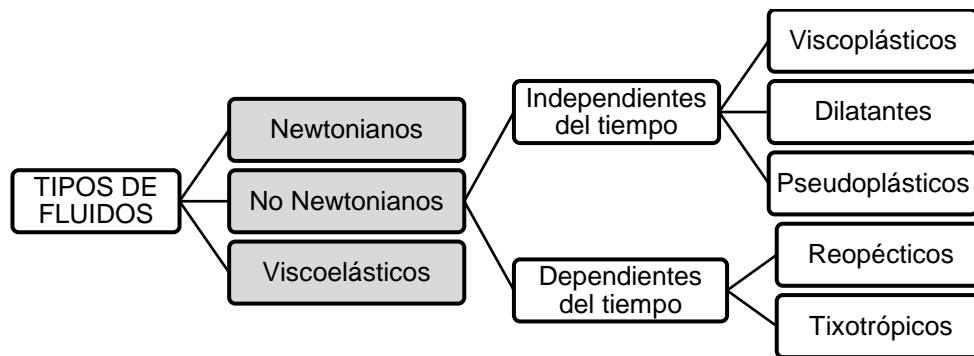 TIPOS DE
FLUIDOS
Newtonianos
No Newtonianos
Viscoelásticos
Independientes
del tiempo
Dependientes
del tiempo
Viscoplásticos
Dilatantes
Pseudoplásticos
Reopécticos
Tixotrópicos